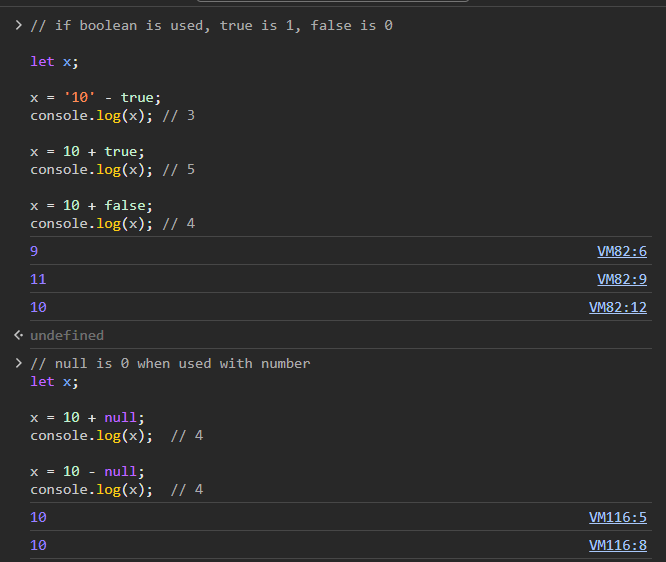 > // if boolean is used, true is 1, false is 0
let x;
x = '10' - true;
console.log(x); // 3
x = 10 + true;
console.log(x); // 5
x = 10 + false;
console.log(x); // 4
9 VM82:6
11 VM82:9
10 VM82:12
undefined
> // null is 0 when used with number
let x;
x = 10 + null;
console.log(x);  // 4
x = 10 - null;
console.log(x);  // 4
10 VM116:5
10 VM116:8